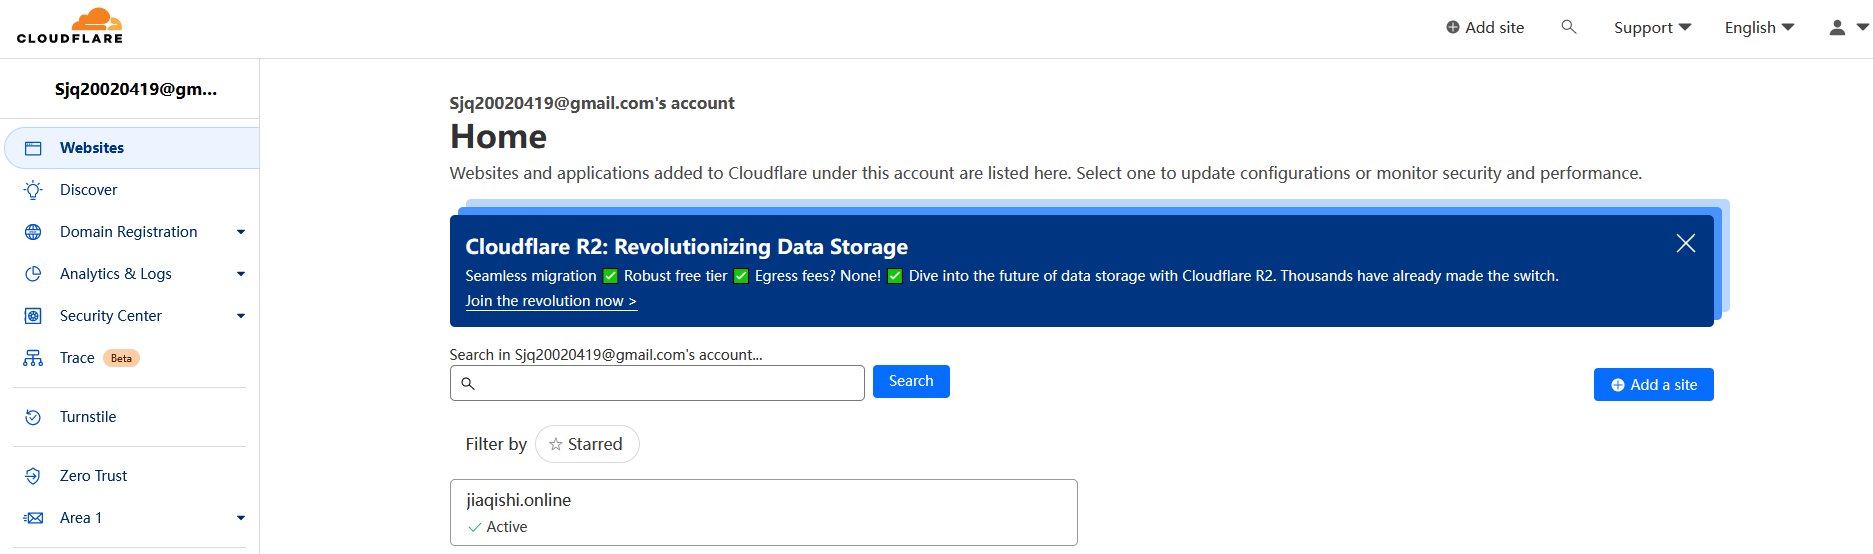 CLOUDFLARE
Add site
Support
English
Sjq20020419@gm...
Websites
Discover
Domain Registration
Analytics & Logs
Security Center
Trace Beta
Turnstile
Zero Trust
Area 1
Sjq20020419@gmail.com's account
Home
Websites and applications added to Cloudflare under this account are listed here. Select one to update configurations or monitor security and performance.
Cloudflare R2: Revolutionizing Data Storage
Seamless migration ✅ Robust free tier ✅ Egress fees? None! ✅ Dive into the future of data storage with Cloudflare R2. Thousands have already made the switch.
Join the revolution now >
Search in Sjq20020419@gmail.com's account...
Search
Add a site
Filter by Starred
jiaqishi.online
Active